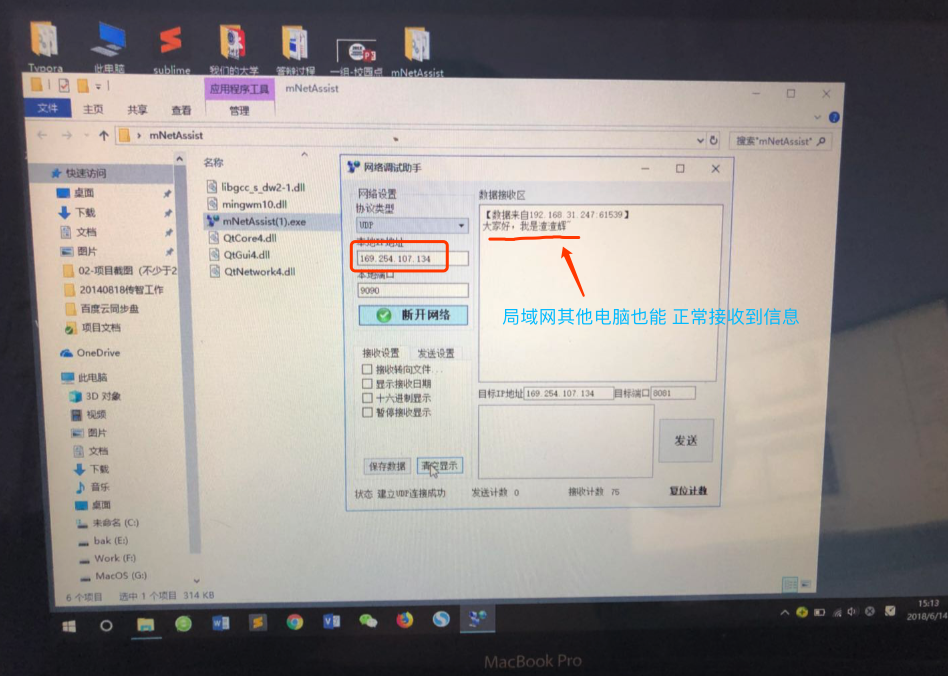 Typora
此电脑
sublime
我们的大学
答辩过程
一组-校园点
mNetAssist
应用程序工具
mNetAssist
文件
主页
共享
查看
管理
mNetAssist
搜索"mNetAssist"
快速访问
桌面
下载
文档
图片
02-项目截图（不少于2
20140818传智工作
百度云同步盘
项目文档
OneDrive
此电脑
3D 对象
视频
图片
文档
下载
音乐
桌面
未命名 (C:)
bak (E:)
Work (F:)
MacOS (G:)
6 个项目
选中 1 个项目 314 KB
名称
libgcc_s_dw2-1.dll
mingwm10.dll
mNetAssist(1).exe
QtCore4.dll
QtGui4.dll
QtNetwork4.dll
网络调试助手
网络设置
协议类型
UDP
本地IP地址
169.254.107.134
本地端口
9090
断开网络
接收设置
发送设置
接收转向文件...
显示接收日期
十六进制显示
暂停接收显示
保存数据
清空显示
数据接收区
【数据来自192.168.31.247:61539】
大家好，我是渣渣辉~
局域网其他电脑也能 正常接收到信息
目标IP地址
169.254.107.134
目标端口
8081
发送
状态 建立UDP连接成功
发送计数 0
接收计数 75
复位计数
15:13
2018/6/14
MacBook Pro